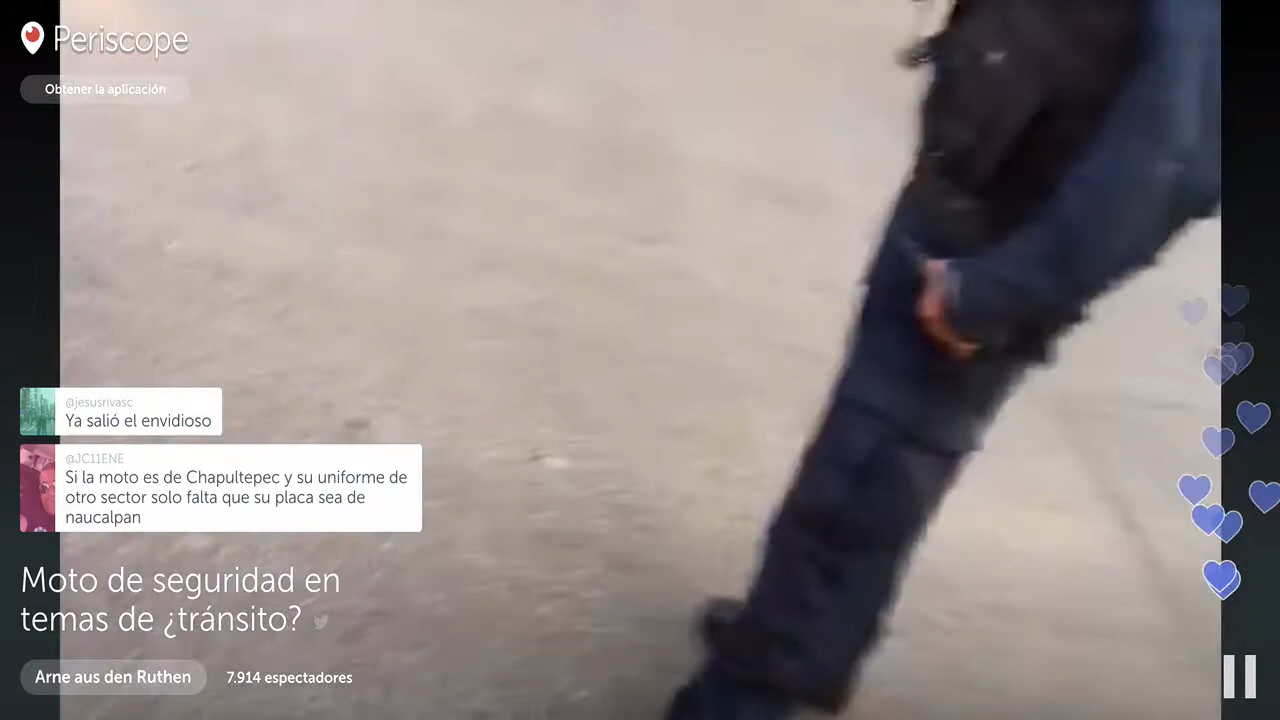 Periscope
Obtener la aplicación
@jesusrivasc
Ya salió el envidioso
@JC11ENE
Si la moto es de Chapultepec y su uniforme de
otro sector solo falta que su placa sea de
naucalpan
Moto de seguridad en
temas de ¿tránsito?
Arne aus den Ruthen
7.914 espectadores